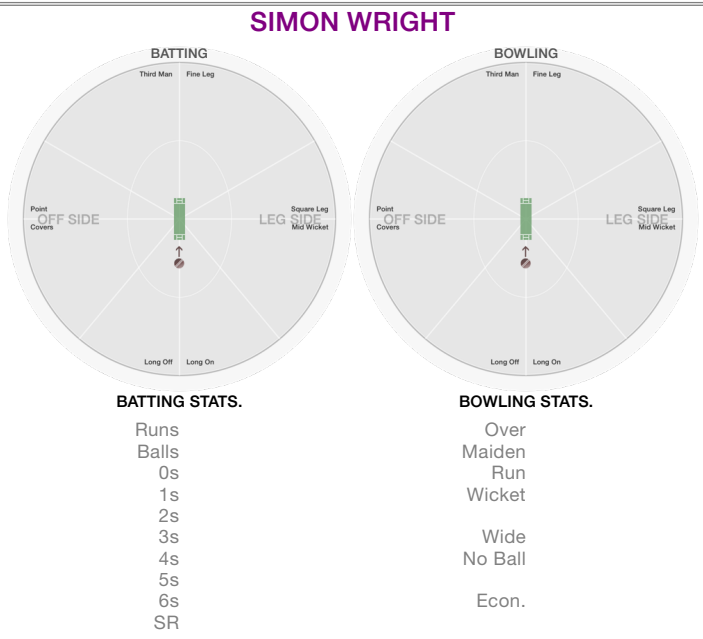 SIMON WRIGHT
BATTING
Third Man Fine Leg
Point
OFF SIDE
Covers
Square Leg
LEG SIDE
Mid Wicket
Long Off Long On
BOWLING
Third Man Fine Leg
Point
OFF SIDE
Covers
Square Leg
LEG SIDE
Mid Wicket
Long Off Long On
BATTING STATS.
Runs
Balls
0s
1s
2s
3s
4s
5s
6s
SR
BOWLING STATS.
Over
Maiden
Run
Wicket
Wide
No Ball
Econ.